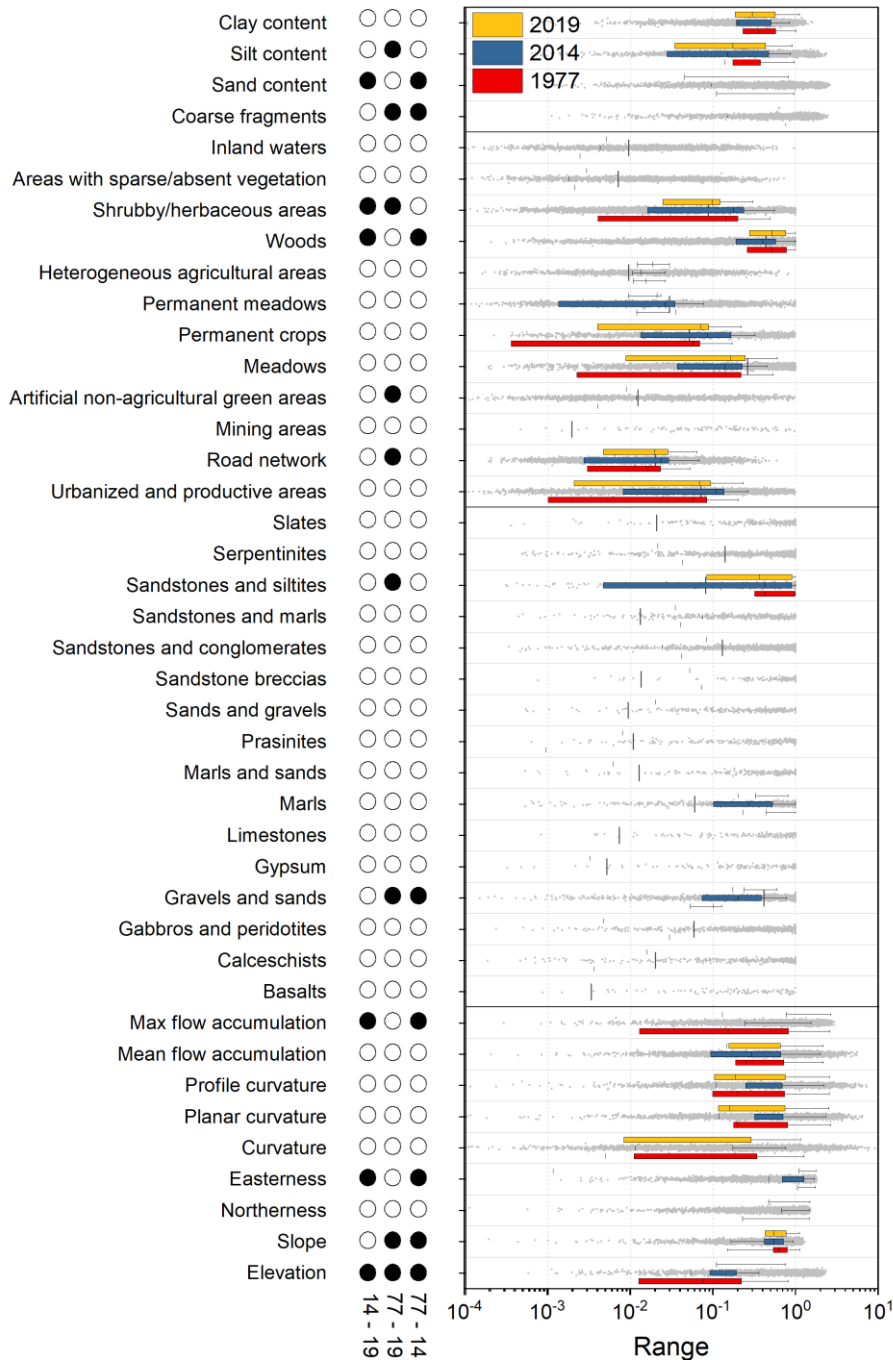 Clay content
Silt content
Sand content
Coarse fragments
Inland waters
Areas with sparse/absent vegetation
Shrubby/herbaceous areas
Woods
Heterogeneous agricultural areas
Permanent meadows
Permanent crops
Meadows
Artificial non-agricultural green areas
Mining areas
Road network
Urbanized and productive areas
Slates
Serpentinites
Sandstones and siltites
Sandstones and marls
Sandstones and conglomerates
Sandstone breccias
Sands and gravels
Prasinites
Marls and sands
Marls
Limestones
Gypsum
Gravels and sands
Gabbros and peridotites
Calceschists
Basalts
Max flow accumulation
Mean flow accumulation
Profile curvature
Planar curvature
Curvature
Easterness
Northerness
Slope
Elevation
14 - 19
77 - 19
77 - 14
2019
2014
1977
10⁻⁴ 10⁻³ 10⁻² 10⁻¹ 10⁰ 10¹
Range